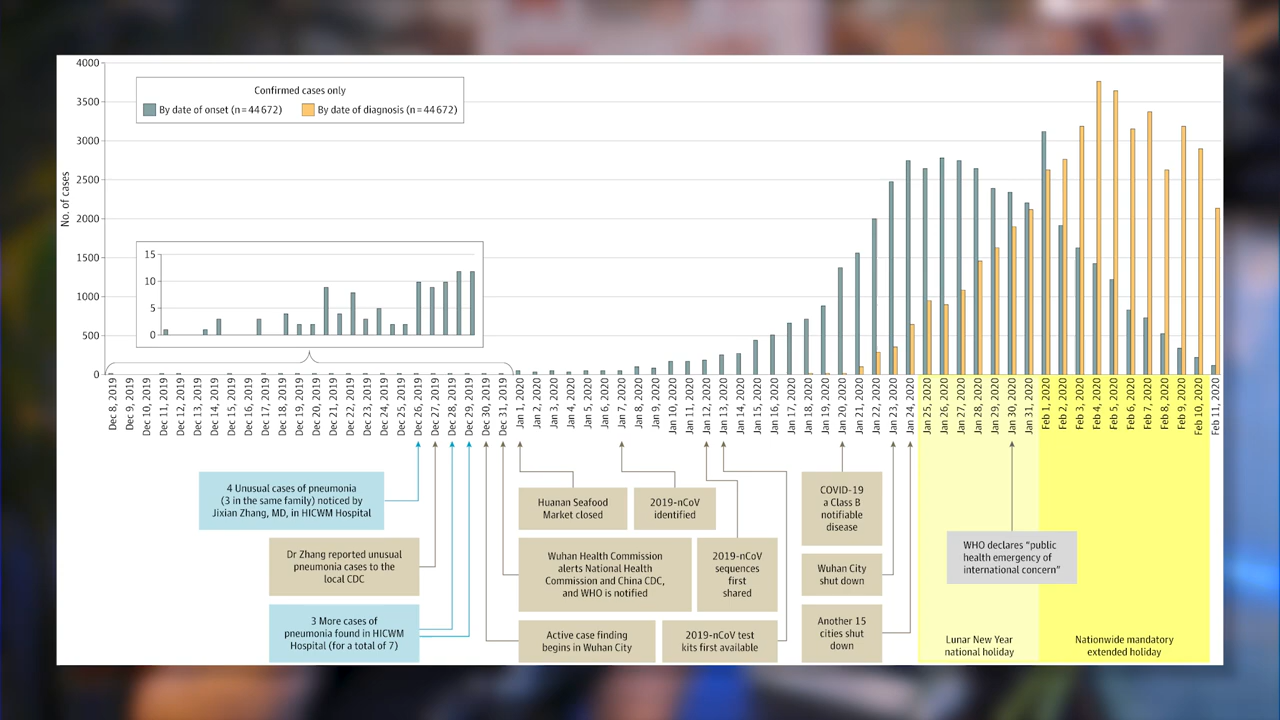 4000
3500
3000
2500
2000
1500
1000
500
0
No. of cases
Confirmed cases only
By date of onset (n=44672)
By date of diagnosis (n=44672)
15
10
5
0
Dec 8, 2019
Dec 9, 2019
Dec 10, 2019
Dec 11, 2019
Dec 12, 2019
Dec 13, 2019
Dec 14, 2019
Dec 15, 2019
Dec 16, 2019
Dec 17, 2019
Dec 18, 2019
Dec 19, 2019
Dec 20, 2019
Dec 21, 2019
Dec 22, 2019
Dec 23, 2019
Dec 24, 2019
Dec 25, 2019
Dec 26, 2019
Dec 27, 2019
Dec 28, 2019
Dec 29, 2019
Dec 30, 2019
Dec 31, 2019
Jan 1, 2020
Jan 2, 2020
Jan 3, 2020
Jan 4, 2020
Jan 5, 2020
Jan 6, 2020
Jan 7, 2020
Jan 8, 2020
Jan 9, 2020
Jan 10, 2020
Jan 11, 2020
Jan 12, 2020
Jan 13, 2020
Jan 14, 2020
Jan 15, 2020
Jan 16, 2020
Jan 17, 2020
Jan 18, 2020
Jan 19, 2020
Jan 20, 2020
Jan 21, 2020
Jan 22, 2020
Jan 23, 2020
Jan 24, 2020
Jan 25, 2020
Jan 26, 2020
Jan 27, 2020
Jan 28, 2020
Jan 29, 2020
Jan 30, 2020
Jan 31, 2020
Feb 1, 2020
Feb 2, 2020
Feb 3, 2020
Feb 4, 2020
Feb 5, 2020
Feb 6, 2020
Feb 7, 2020
Feb 8, 2020
Feb 9, 2020
Feb 10, 2020
Feb 11, 2020
4 Unusual cases of pneumonia
(3 in the same family) noticed by
Jixian Zhang, MD, in HICWM Hospital
Dr Zhang reported unusual
pneumonia cases to the
local CDC
3 More cases of
pneumonia found in HICWM
Hospital (for a total of 7)
Huanan Seafood
Market closed
2019-nCoV
identified
Wuhan Health Commission
alerts National Health
Commission and China CDC,
and WHO is notified
2019-nCoV
sequences
first
shared
Active case finding
begins in Wuhan City
2019-nCoV test
kits first available
COVID-19
a Class B
notifiable
disease
Wuhan City
shut down
Another 15
cities shut
down
WHO declares “public
health emergency of
international concern”
Lunar New Year
national holiday
Nationwide mandatory
extended holiday